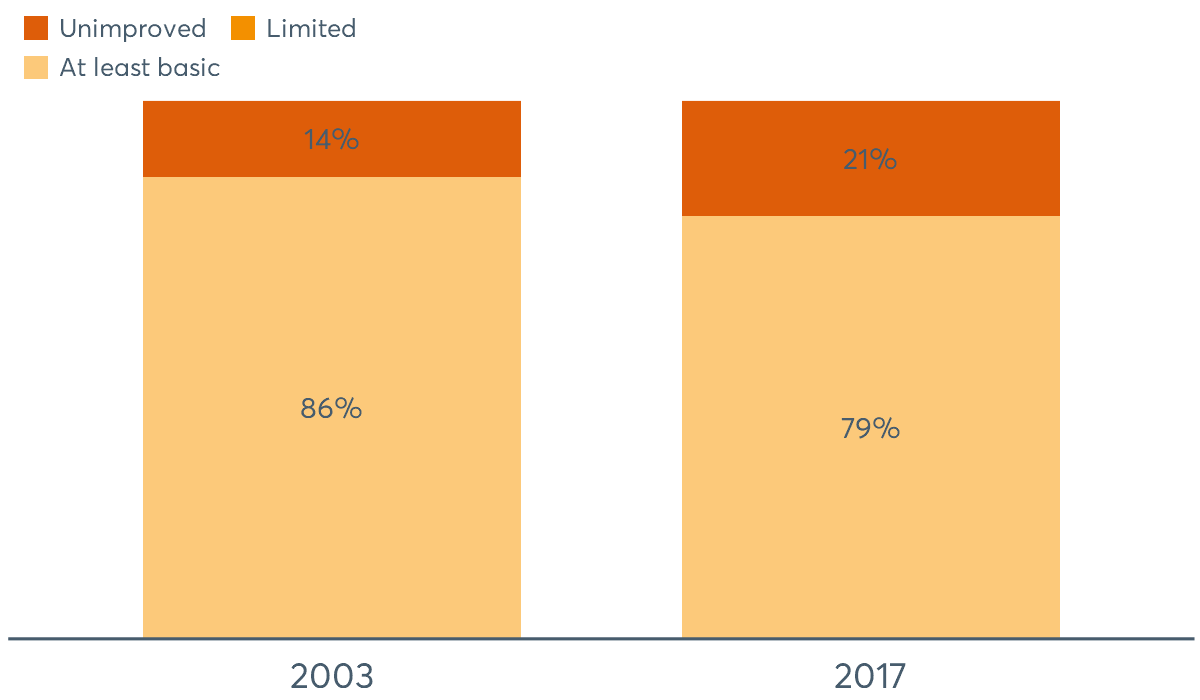 Unimproved Limited
At least basic
14%
21%
86%
79%
2003 2017